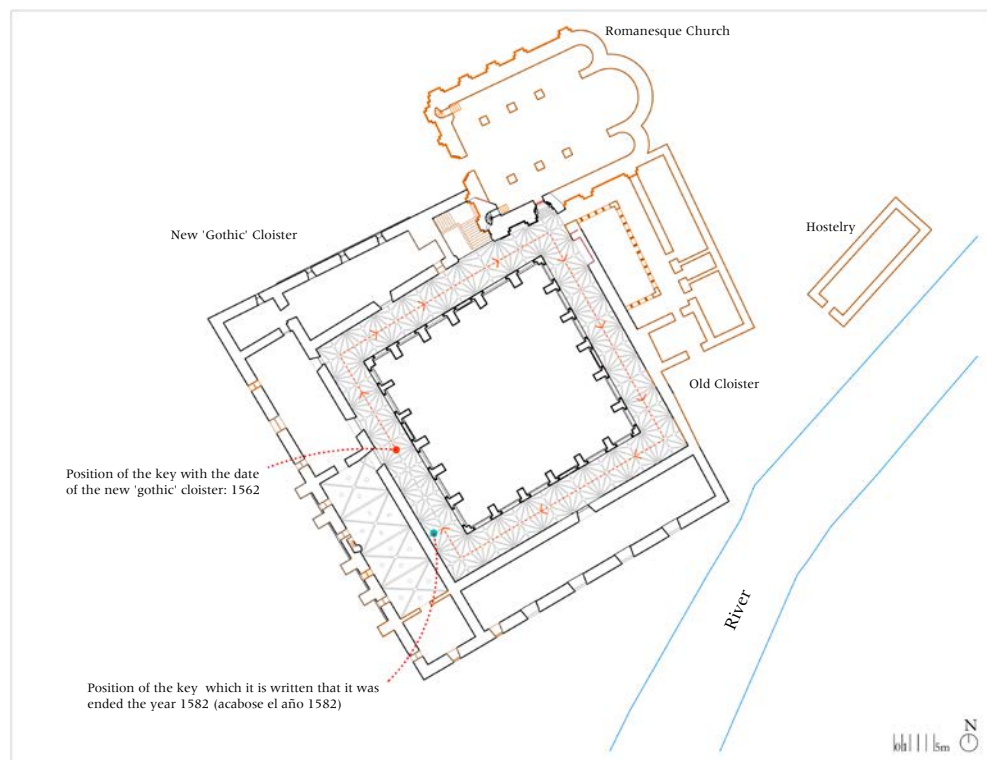 Romanesque Church
New 'Gothic' Cloister
Hostelry
Old Cloister
Position of the key with the date
of the new 'gothic' cloister: 1562
River
Position of the key which it is written that it was
ended the year 1582 (acabose el año 1582)
N
5m